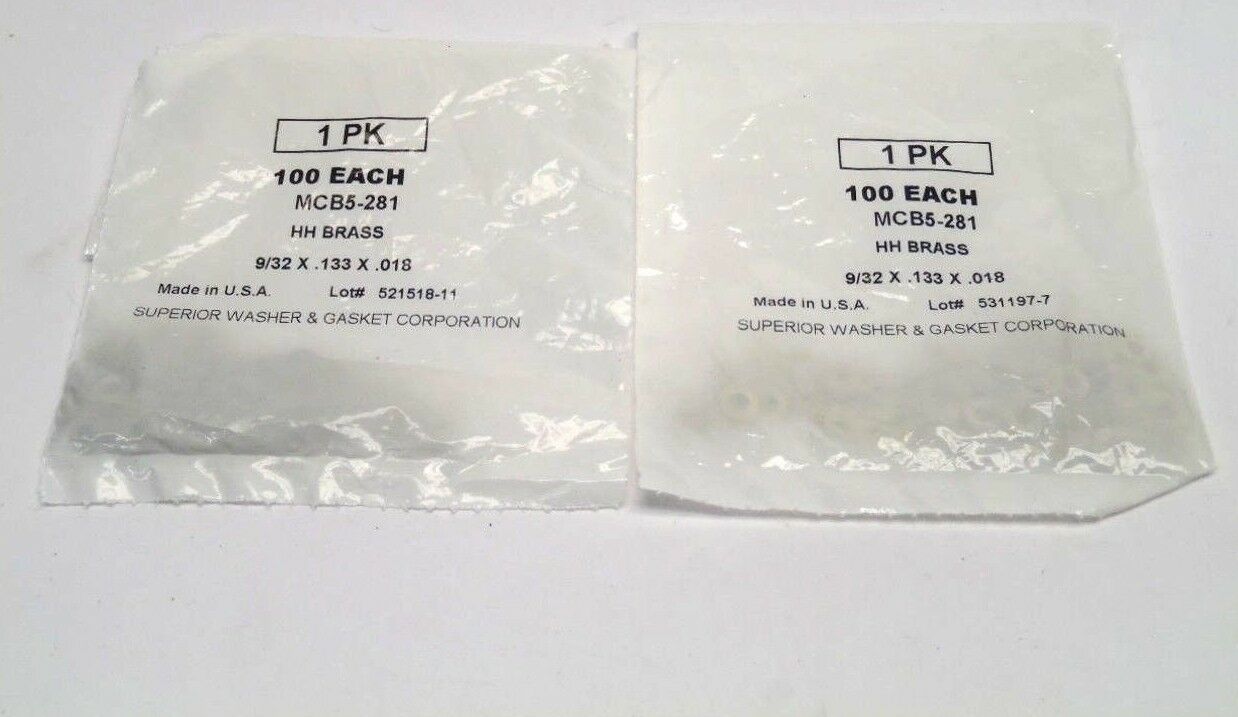 1 PK
100 EACH
MCB5-281
HH BRASS
9/32 X .133 X .018
Made in U.S.A. Lot# 521518-11
SUPERIOR WASHER & GASKET CORPORATION
1 PK
100 EACH
MCB5-281
HH BRASS
9/32 X .133 X .018
Made in U.S.A. Lot# 531197-7
SUPERIOR WASHER & GASKET CORPORATION